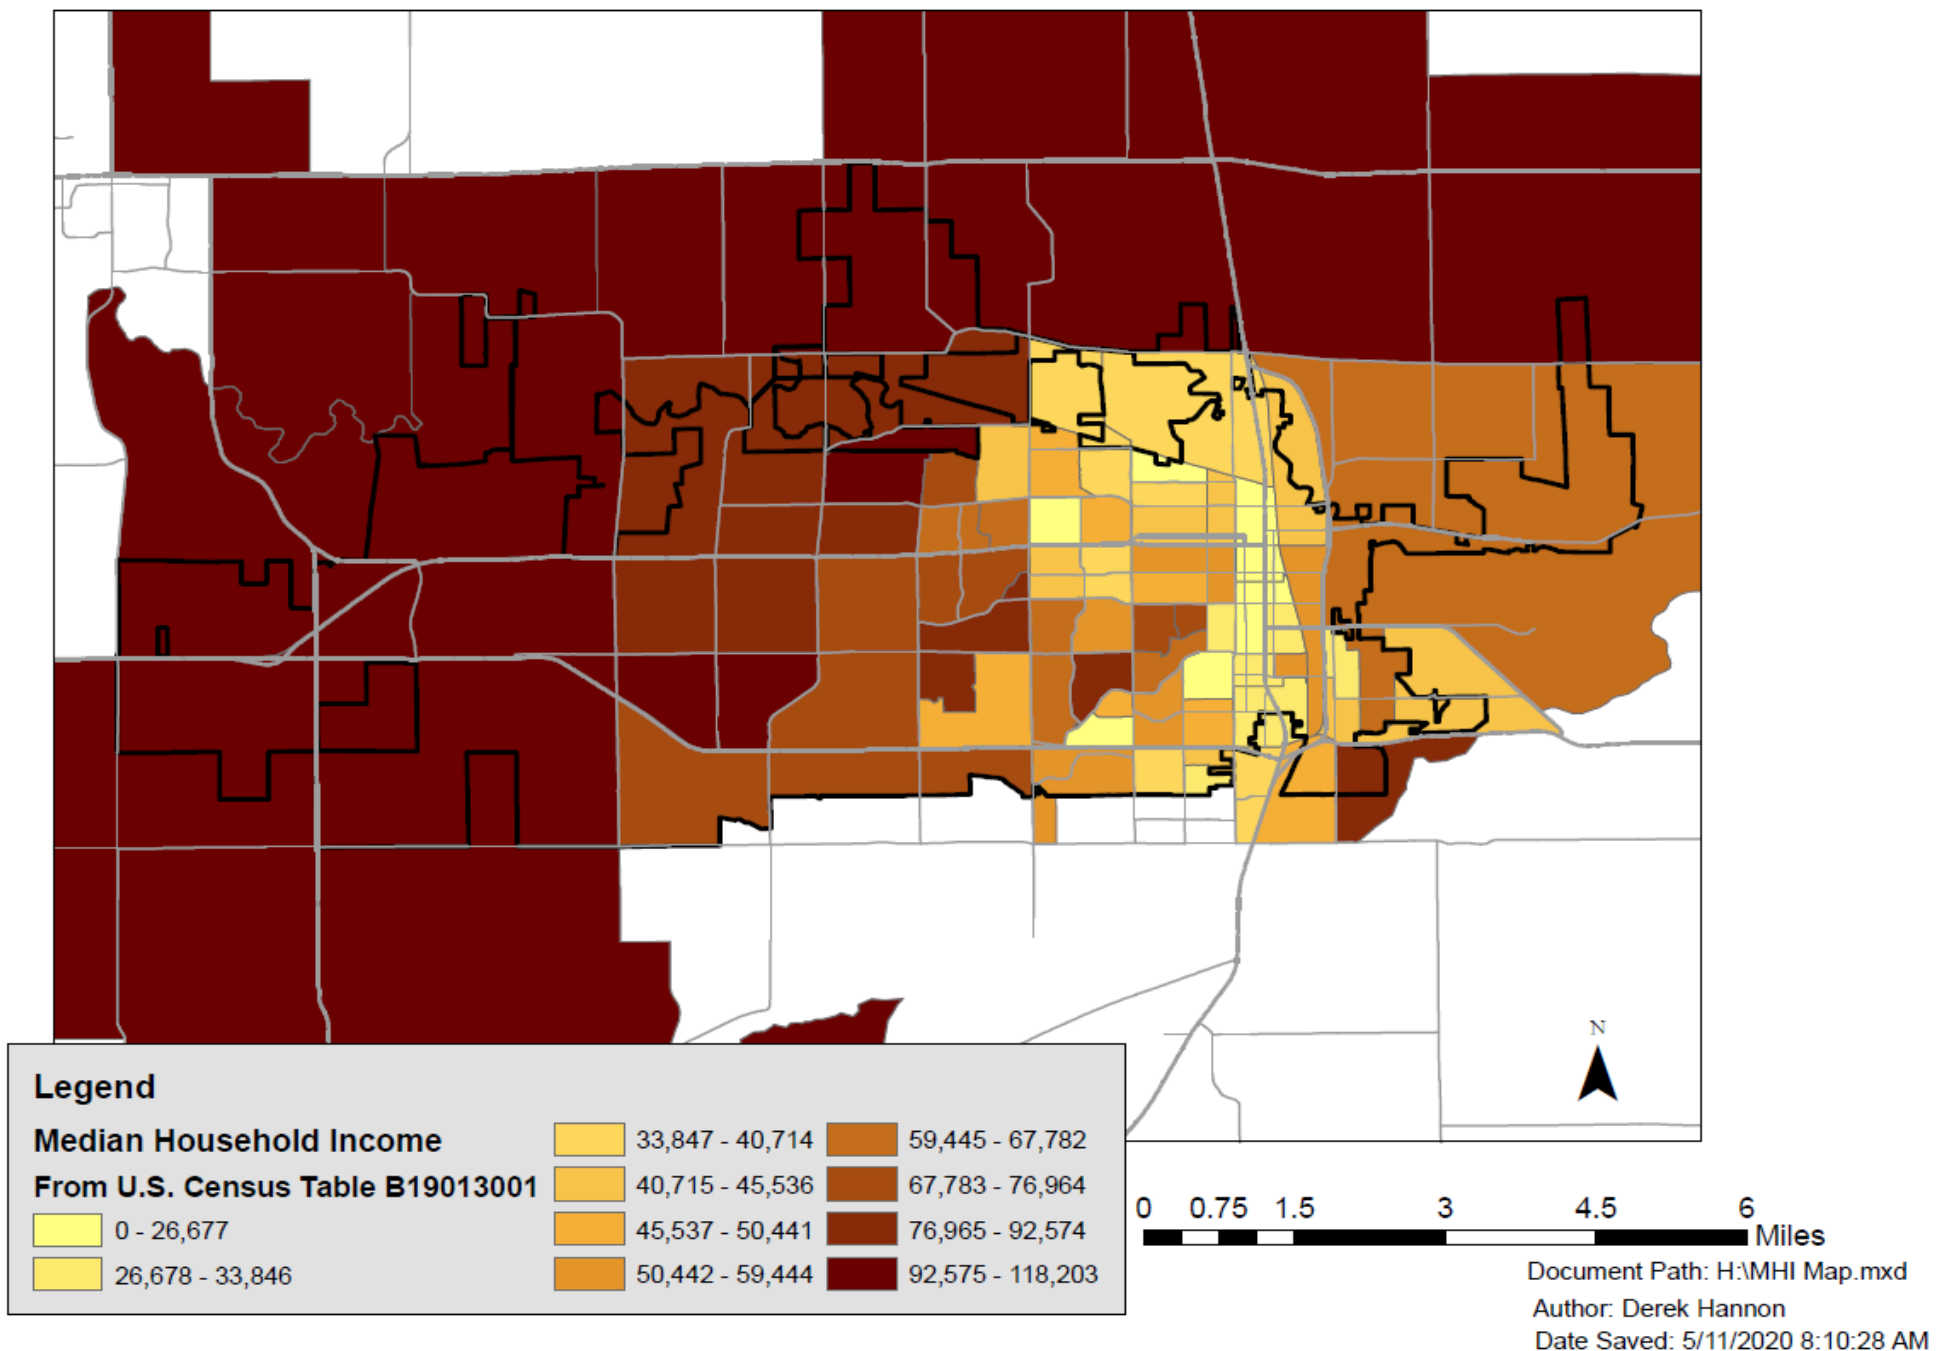 N
Legend
Median Household Income
From U.S. Census Table B19013001
0 - 26,677
26,678 - 33,846
33,847 - 40,714
40,715 - 45,536
45,537 - 50,441
50,442 - 59,444
59,445 - 67,782
67,783 - 76,964
76,965 - 92,574
92,575 - 118,203
0 0.75 1.5 3 4.5 6
Miles
Document Path: H:\MHI Map.mxd
Author: Derek Hannon
Date Saved: 5/11/2020 8:10:28 AM